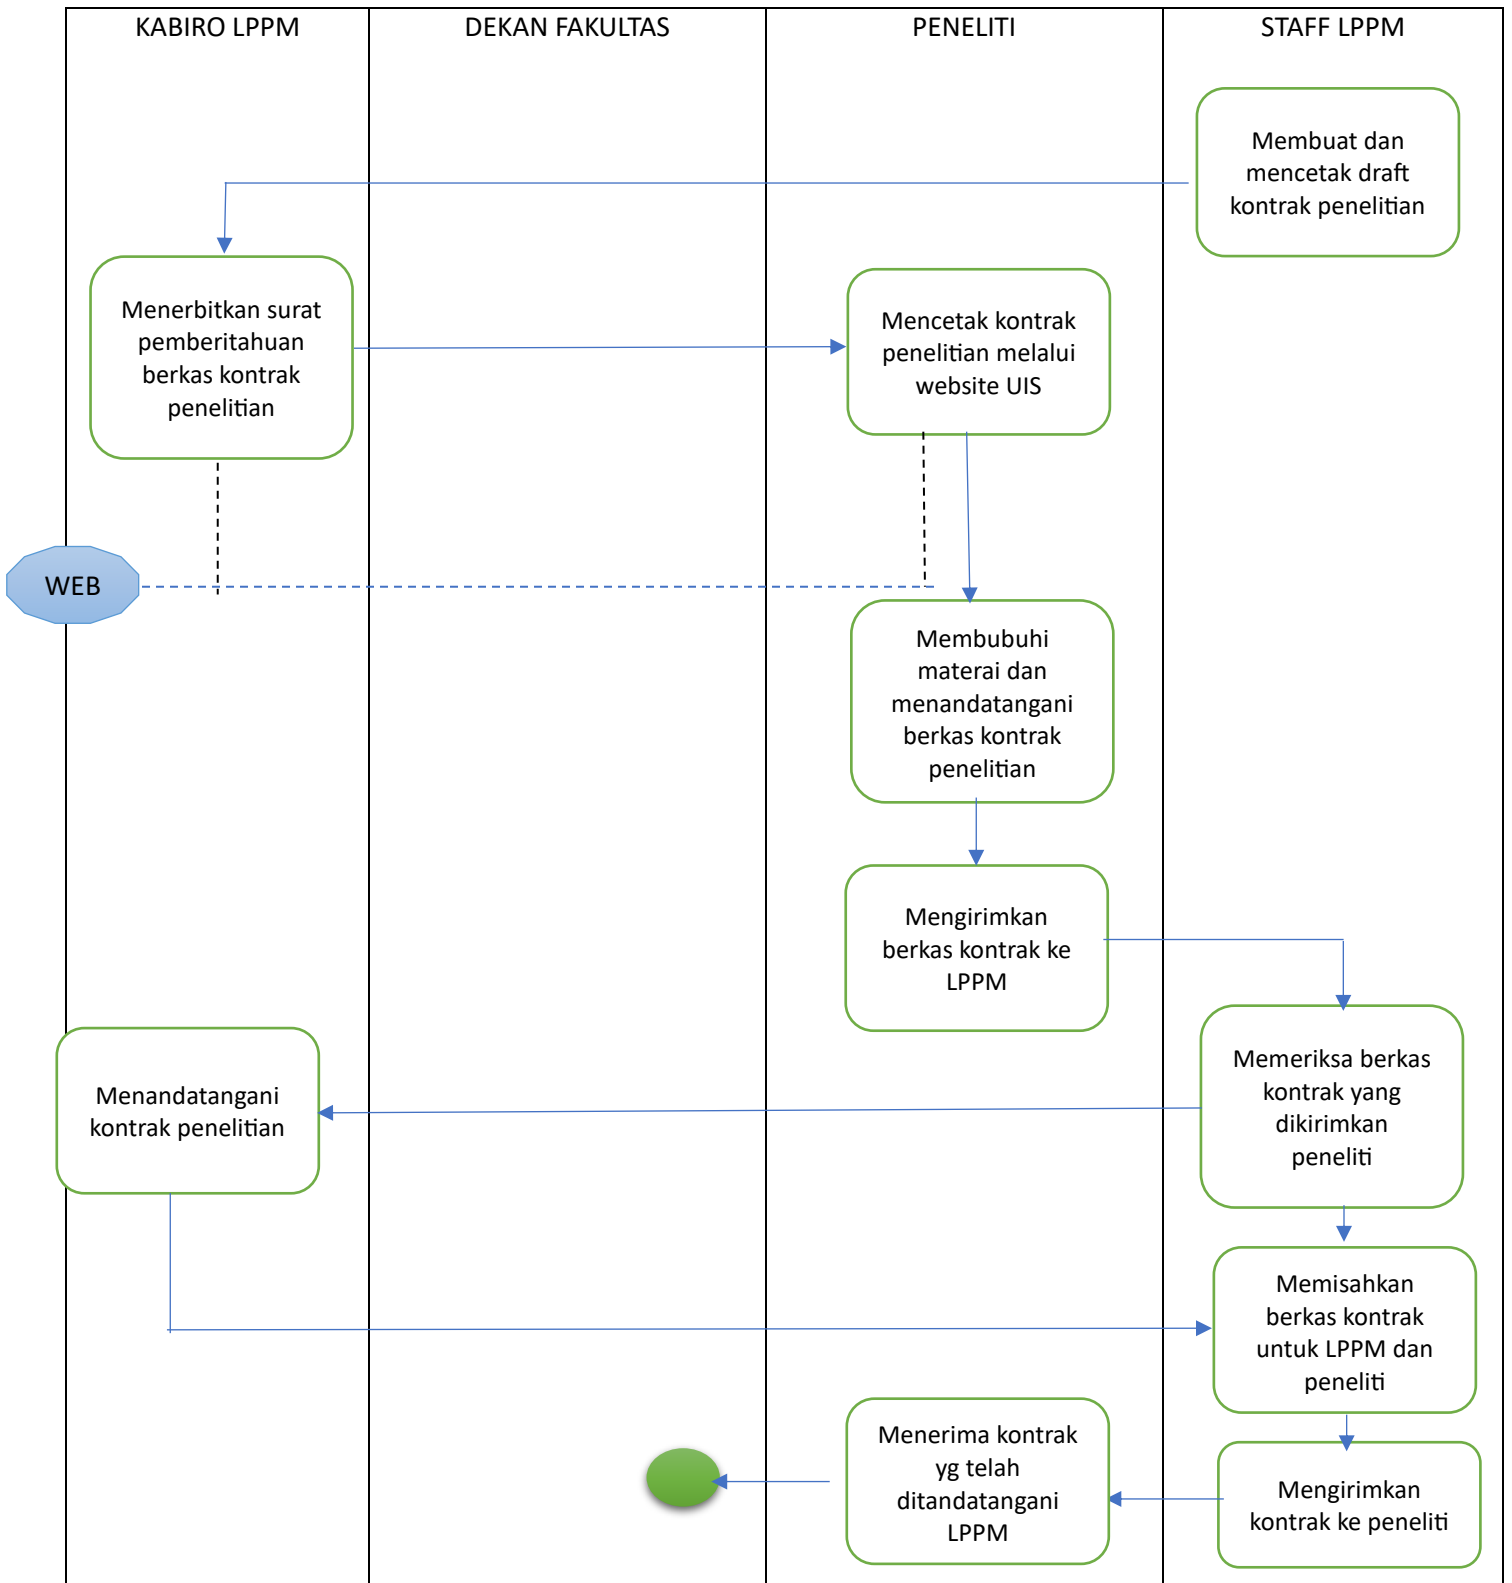 KABIRO LPPM
DEKAN FAKULTAS
PENELITI
STAFF LPPM
Membuat dan
mencetak draft
kontrak penelitian
Menerbitkan surat
pemberitahuan
berkas kontrak
penelitian
Mencetak kontrak
penelitian melalui
website UIS
WEB
Membubuhi
materai dan
menandatangani
berkas kontrak
penelitian
Mengirimkan
berkas kontrak ke
LPPM
Memeriksa berkas
kontrak yang
dikirimkan
peneliti
Menandatangani
kontrak penelitian
Memisahkan
berkas kontrak
untuk LPPM dan
peneliti
Mengirimkan
kontrak ke peneliti
Menerima kontrak
yg telah
ditandatangani
LPPM